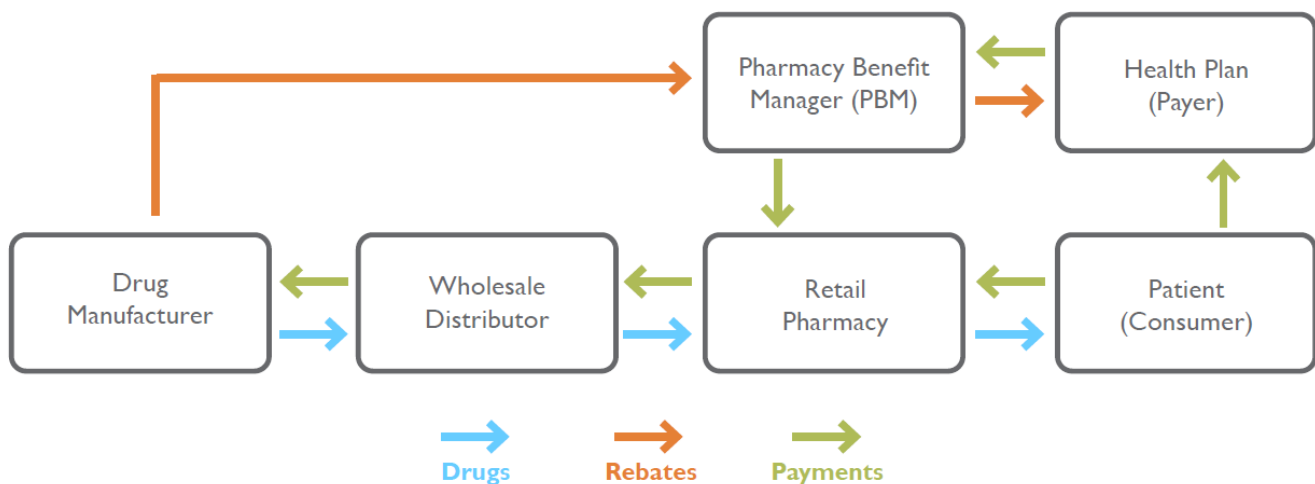 Pharmacy Benefit
Manager (PBM)
Health Plan
(Payer)
Drug
Manufacturer
Wholesale
Distributor
Retail
Pharmacy
Patient
(Consumer)
Drugs
Rebates
Payments